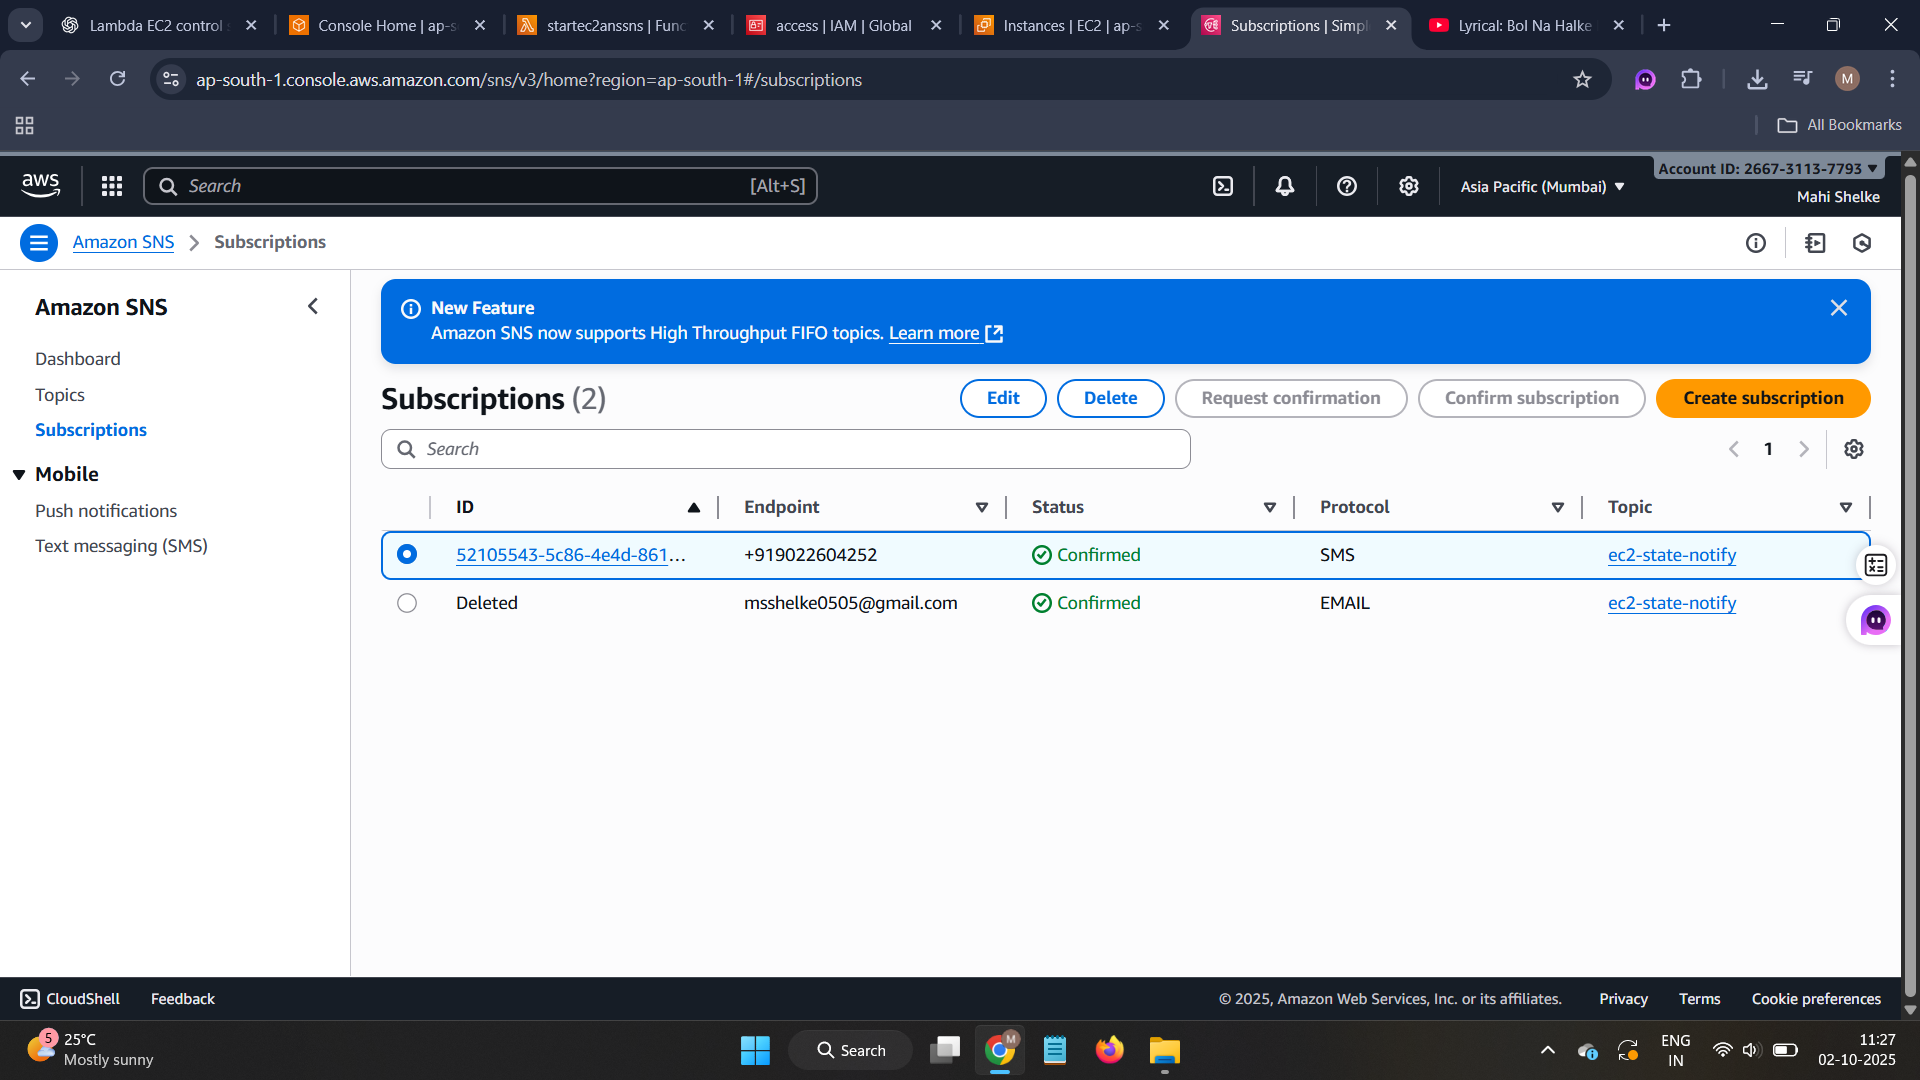 Lambda EC2 control
Console Home | ap-s
startec2anssns | Func
access | IAM | Global
Instances | EC2 | ap-s
Subscriptions | Simpl
Lyrical: Bol Na Halke
ap-south-1.console.aws.amazon.com/sns/v3/home?region=ap-south-1#/subscriptions
M
All Bookmarks
aws
Search
[Alt+S]
Asia Pacific (Mumbai)
Account ID: 2667-3113-7793
Mahi Shelke
Amazon SNS
Subscriptions
Amazon SNS
Dashboard
Topics
Subscriptions
Mobile
Push notifications
Text messaging (SMS)
New Feature
Amazon SNS now supports High Throughput FIFO topics. Learn more
Subscriptions (2)
Edit
Delete
Request confirmation
Confirm subscription
Create subscription
Search
1
ID
Endpoint
Status
Protocol
Topic
52105543-5c86-4e4d-861...
+919022604252
Confirmed
SMS
ec2-state-notify
Deleted
msshelke0505@gmail.com
Confirmed
EMAIL
ec2-state-notify
CloudShell
Feedback
© 2025, Amazon Web Services, Inc. or its affiliates.
Privacy
Terms
Cookie preferences
5
25°C
Mostly sunny
Search
M
ENG
IN
11:27
02-10-2025